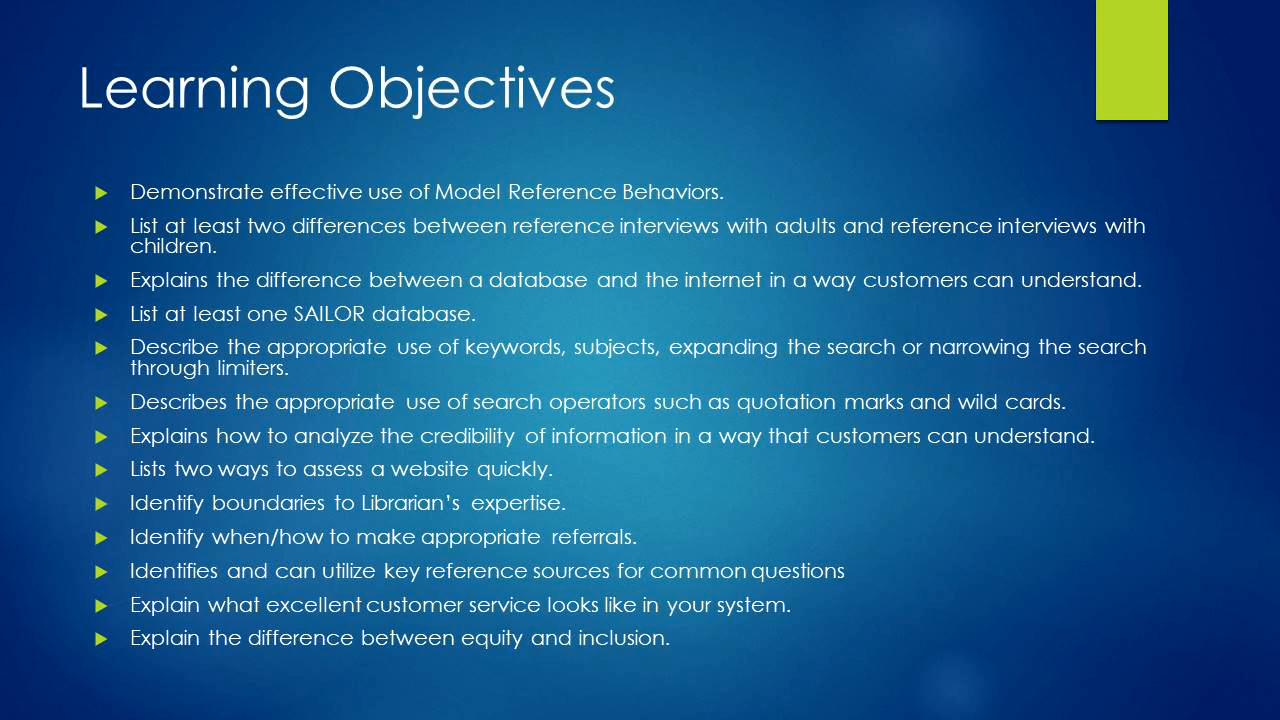 Learning Objectives
Demonstrate effective use of Model Reference Behaviors.
List at least two differences between reference interviews with adults and reference interviews with
children.
Explains the difference between a database and the internet in a way customers can understand.
List at least one SAILOR database.
Describe the appropriate use of keywords, subjects, expanding the search or narrowing the search
through limiters.
Describes the appropriate use of search operators such as quotation marks and wild cards.
Explains how to analyze the credibility of information in a way that customers can understand.
Lists two ways to assess a website quickly.
Identify boundaries to Librarian’s expertise.
Identify when/how to make appropriate referrals.
Identifies and can utilize key reference sources for common questions
Explain what excellent customer service looks like in your system.
Explain the difference between equity and inclusion.